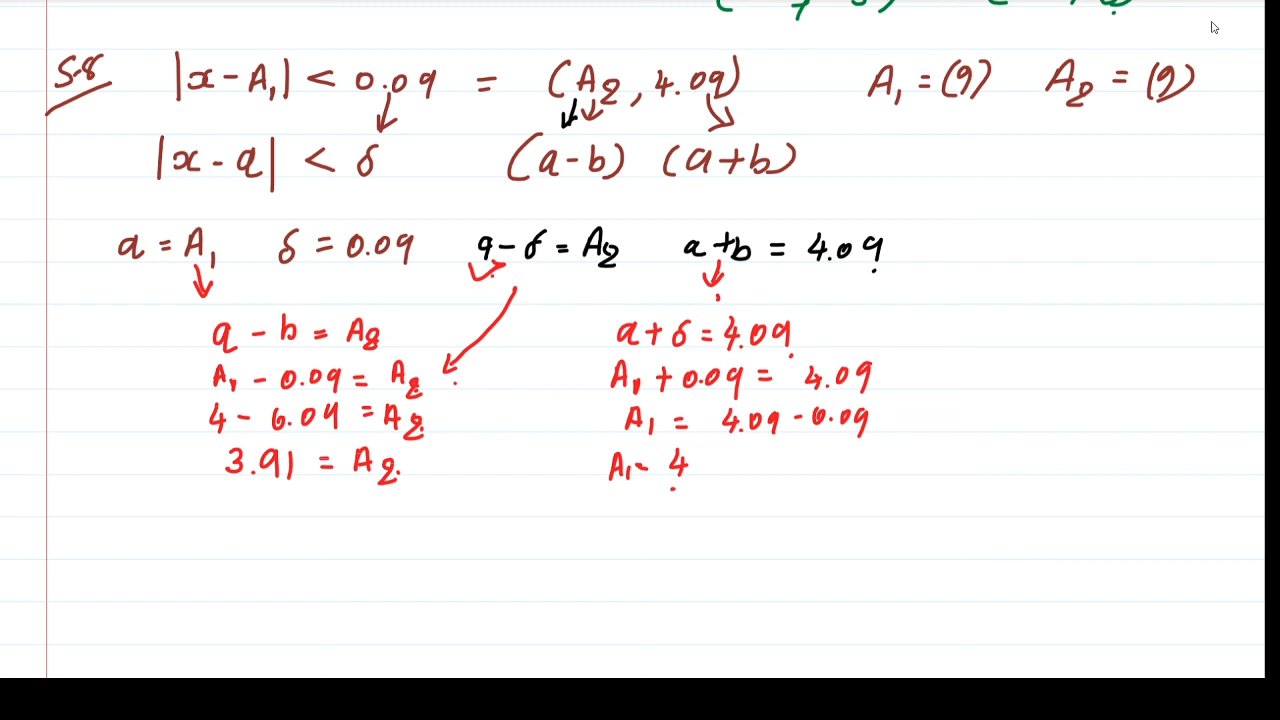 S-8 |x - A₁| < 0.09 = (A₂, 4.09) A₁ = (?) A₂ = (?)
|x - a| < δ (a-b) (a+b)
a = A₁ δ = 0.09 a - δ = A₂ a+b = 4.09
a - b = A₂ a + δ = 4.09
A₁ - 0.09 = A₂ A₁ + 0.09 = 4.09
4 - 0.09 = A₂ A₁ = 4.09 - 0.09
3.91 = A₂. A₁ = 4